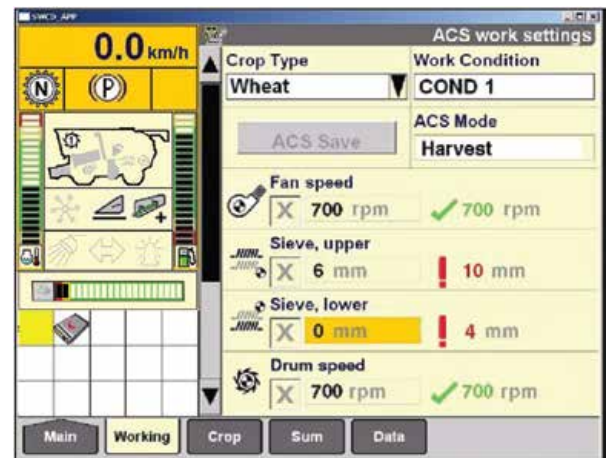 SWCD_APP
0.0 km/h
ACS work settings
Crop Type
Work Condition
Wheat
COND 1
N
P
ACS Save
ACS Mode
Harvest
Fan speed
X 700 rpm
700 rpm
Sieve, upper
X 6 mm
! 10 mm
Sieve, lower
X 0 mm
! 4 mm
Drum speed
X 700 rpm
700 rpm
Main
Working
Crop
Sum
Data